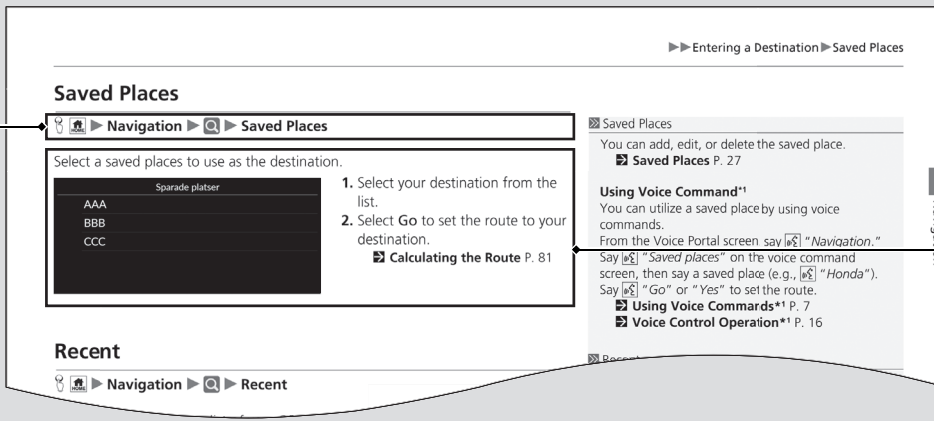 ▶▶Entering a Destination▶Saved Places
Saved Places
HOME ▶ Navigation ▶ ▶ Saved Places
Select a saved places to use as the destination.
Sparade platser
AAA
BBB
CCC
1. Select your destination from the
list.
2. Select Go to set the route to your
destination.
Calculating the Route P. 81
Recent
HOME ▶ Navigation ▶ ▶ Recent
Saved Places
You can add, edit, or delete the saved place.
Saved Places P. 27
Using Voice Command*1
You can utilize a saved place by using voice
commands.
From the Voice Portal screen say "Navigation."
Say "Saved places" on the voice command
screen, then say a saved place (e.g., "Honda").
Say "Go" or "Yes" to set the route.
Using Voice Commands*1 P. 7
Voice Control Operation*1 P. 16
Recent